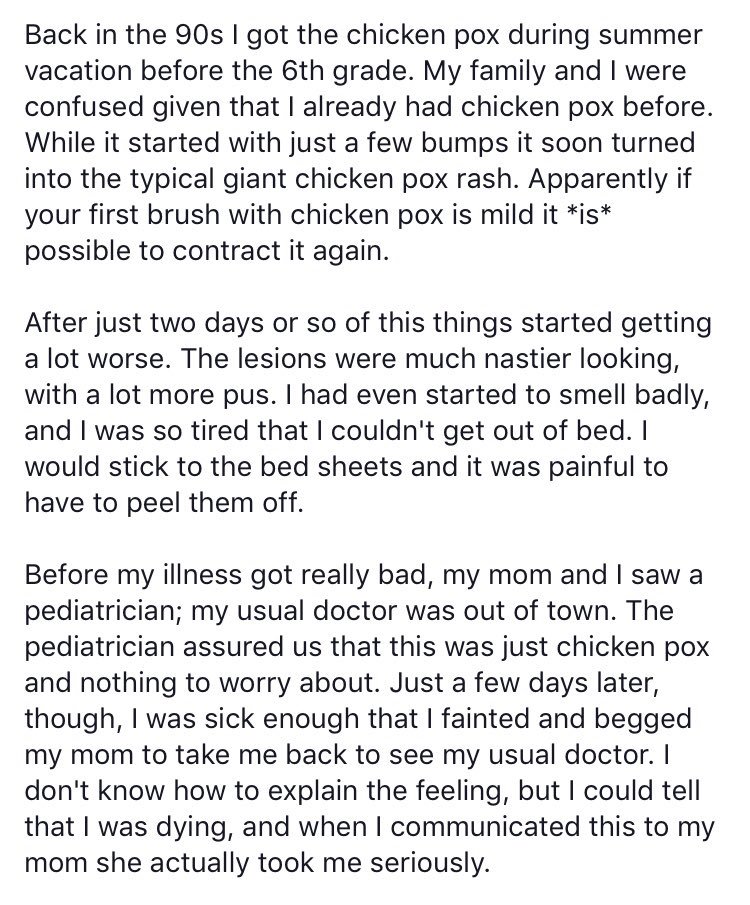 Back in the 90s I got the chicken pox during summer
vacation before the 6th grade. My family and I were
confused given that I already had chicken pox before.
While it started with just a few bumps it soon turned
into the typical giant chicken pox rash. Apparently if
your first brush with chicken pox is mild it *is*
possible to contract it again.

After just two days or so of this things started getting
a lot worse. The lesions were much nastier looking,
with a lot more pus. I had even started to smell badly,
and I was so tired that I couldn't get out of bed. I
would stick to the bed sheets and it was painful to
have to peel them off.

Before my illness got really bad, my mom and I saw a
pediatrician; my usual doctor was out of town. The
pediatrician assured us that this was just chicken pox
and nothing to worry about. Just a few days later,
though, I was sick enough that I fainted and begged
my mom to take me back to see my usual doctor. I
don't know how to explain the feeling, but I could tell
that I was dying, and when I communicated this to my
mom she actually took me seriously.